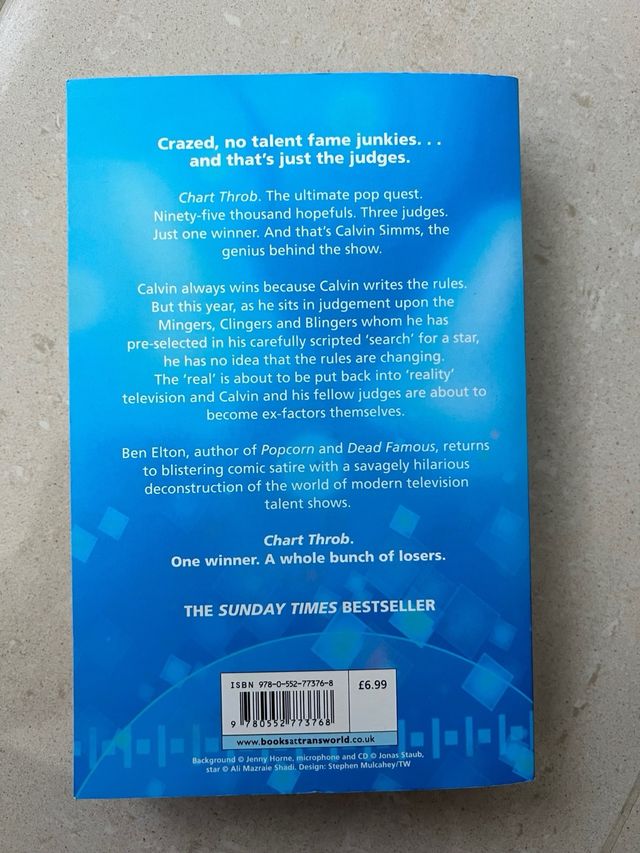 Crazed, no talent fame junkies. . .
and that's just the judges.
Chart Throb. The ultimate pop quest.
Ninety-five thousand hopefuls. Three judges.
Just one winner. And that's Calvin Simms, the
genius behind the show.
Calvin always wins because Calvin writes the rules.
But this year, as he sits in judgement upon the
Mingers, Clingers and Blingers whom he has
pre-selected in his carefully scripted 'search' for a star,
he has no idea that the rules are changing.
The 'real' is about to be put back into 'reality'
television and Calvin and his fellow judges are about to
become ex-factors themselves.
Ben Elton, author of Popcorn and Dead Famous, returns
to blistering comic satire with a savagely hilarious
deconstruction of the world of modern television
talent shows.
Chart Throb.
One winner. A whole bunch of losers.
THE SUNDAY TIMES BESTSELLER
ISBN 978-0-552-77376-8
£6.99
9 780552 773768
www.booksattransworld.co.uk
Background © Jenny Horne, microphone and CD © Jonas Staub,
star © Ali Mazraie Shadi. Design: Stephen Mulcahey/TW